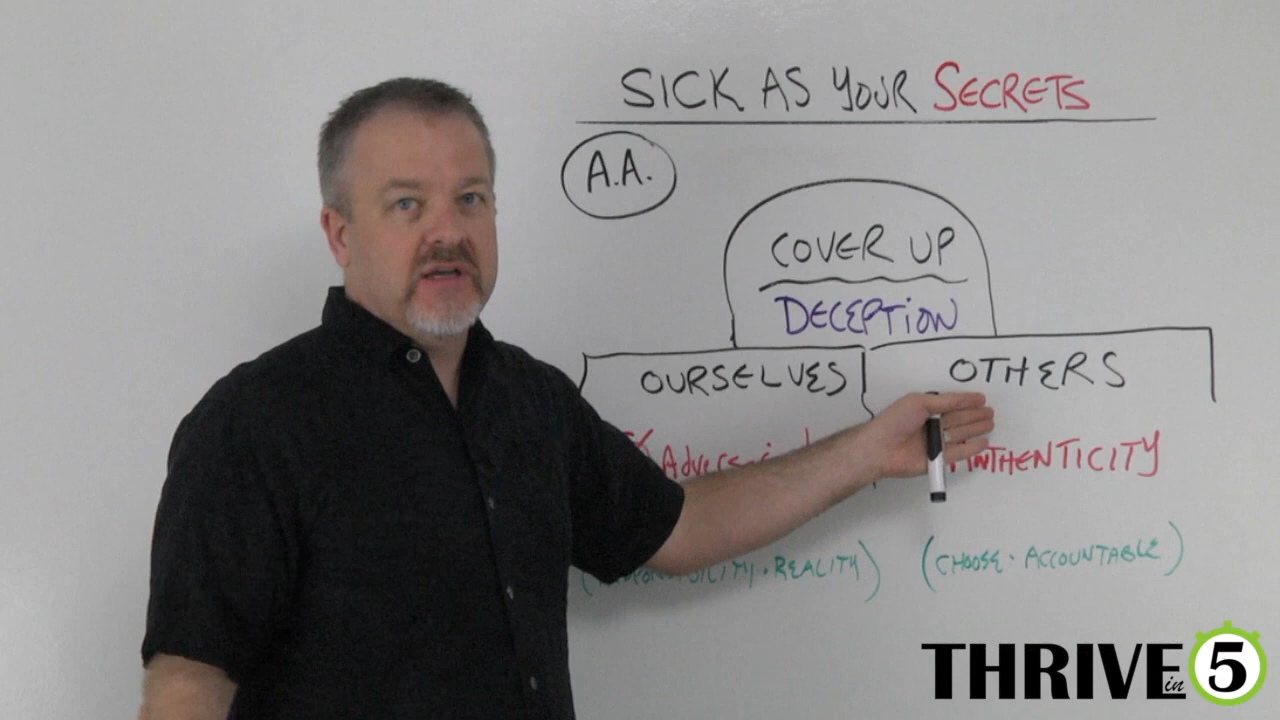 SICK AS YOUR SECRETS
A.A.
COVER UP
DECEPTION
OURSELVES OTHERS
AUTHENTICITY
REALITY) (CHOOSE · ACCOUNTABLE)
THRIVE in 5